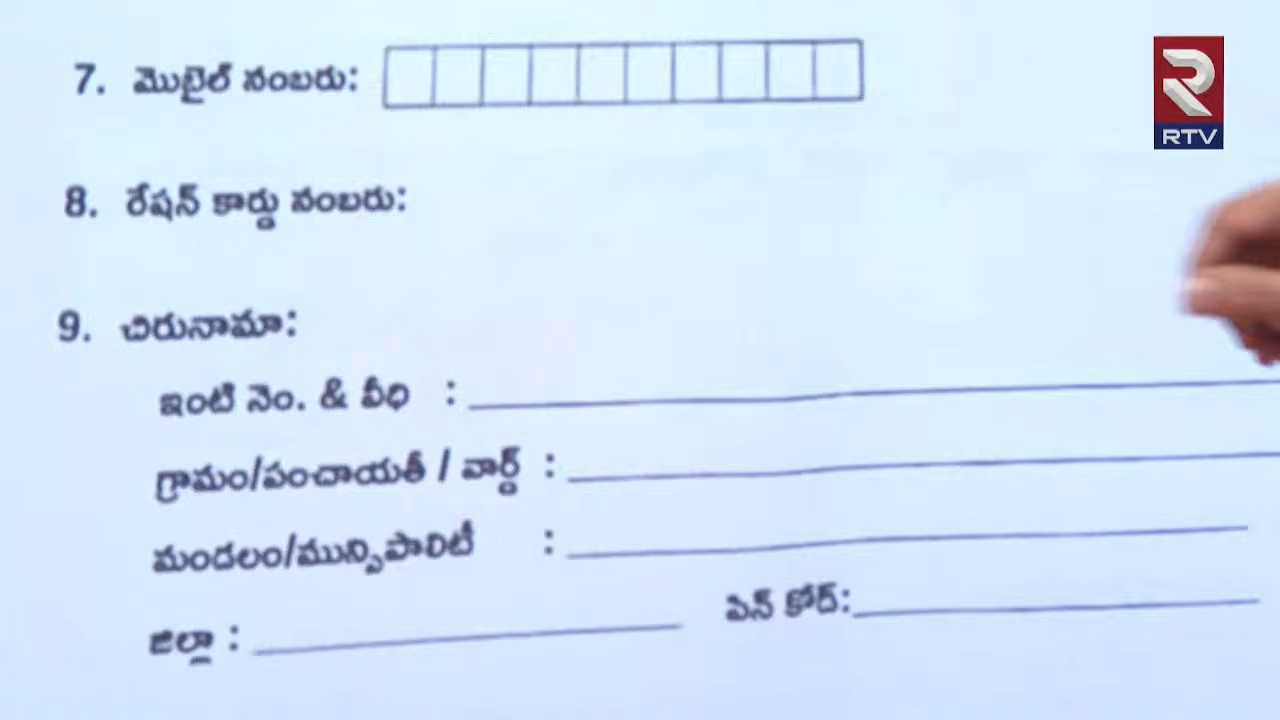 7. మొబైల్ నంబరు:
RTV
8. రేషన్ కార్డు నంబరు:
9. చిరునామా:
ఇంటి నెం. & వీధి :
గ్రామం/పంచాయతీ / వార్డ్ :
మండలం/మున్సిపాలిటీ :
జిల్లా : పిన్ కోడ్: